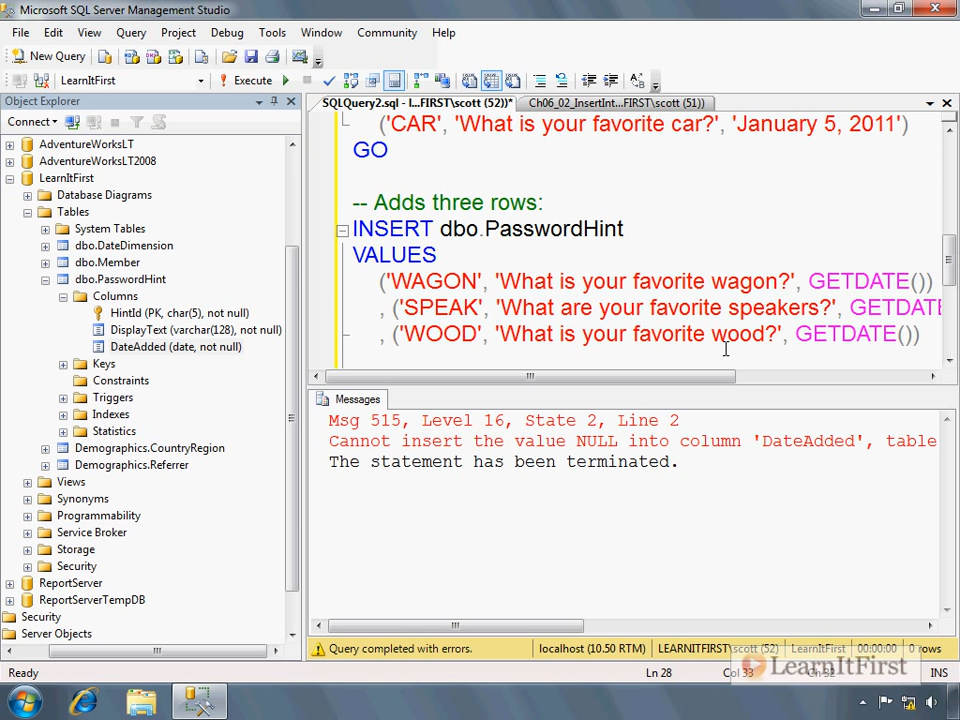 Microsoft SQL Server Management Studio
File Edit View Query Project Debug Tools Window Community Help
New Query
LearnItFirst Execute
Object Explorer
SQLQuery2.sql - l...FIRST\scott (52))* Ch06_02_InsertInt...FIRST\scott (51))
Connect
AdventureWorksLT
AdventureWorksLT2008
LearnItFirst
Database Diagrams
Tables
System Tables
dbo.DateDimension
dbo.Member
dbo.PasswordHint
Columns
HintId (PK, char(5), not null)
DisplayText (varchar(128), not null)
DateAdded (date, not null)
Keys
Constraints
Triggers
Indexes
Statistics
Demographics.CountryRegion
Demographics.Referrer
Views
Synonyms
Programmability
Service Broker
Storage
Security
ReportServer
ReportServerTempDB
Security
Server Objects
('CAR', 'What is your favorite car?', 'January 5, 2011')
GO
-- Adds three rows:
INSERT dbo.PasswordHint
VALUES
('WAGON', 'What is your favorite wagon?', GETDATE())
, ('SPEAK', 'What are your favorite speakers?', GETDATE
, ('WOOD', 'What is your favorite wood?', GETDATE())
Messages
Msg 515, Level 16, State 2, Line 2
Cannot insert the value NULL into column 'DateAdded', table
The statement has been terminated.
Query completed with errors. localhost (10.50 RTM) LEARNITFIRST\scott (52) LearnItFirst 00:00:00 0 rows
Ready Ln 28 Col 33 Ch 32 INS
LearnItFirst